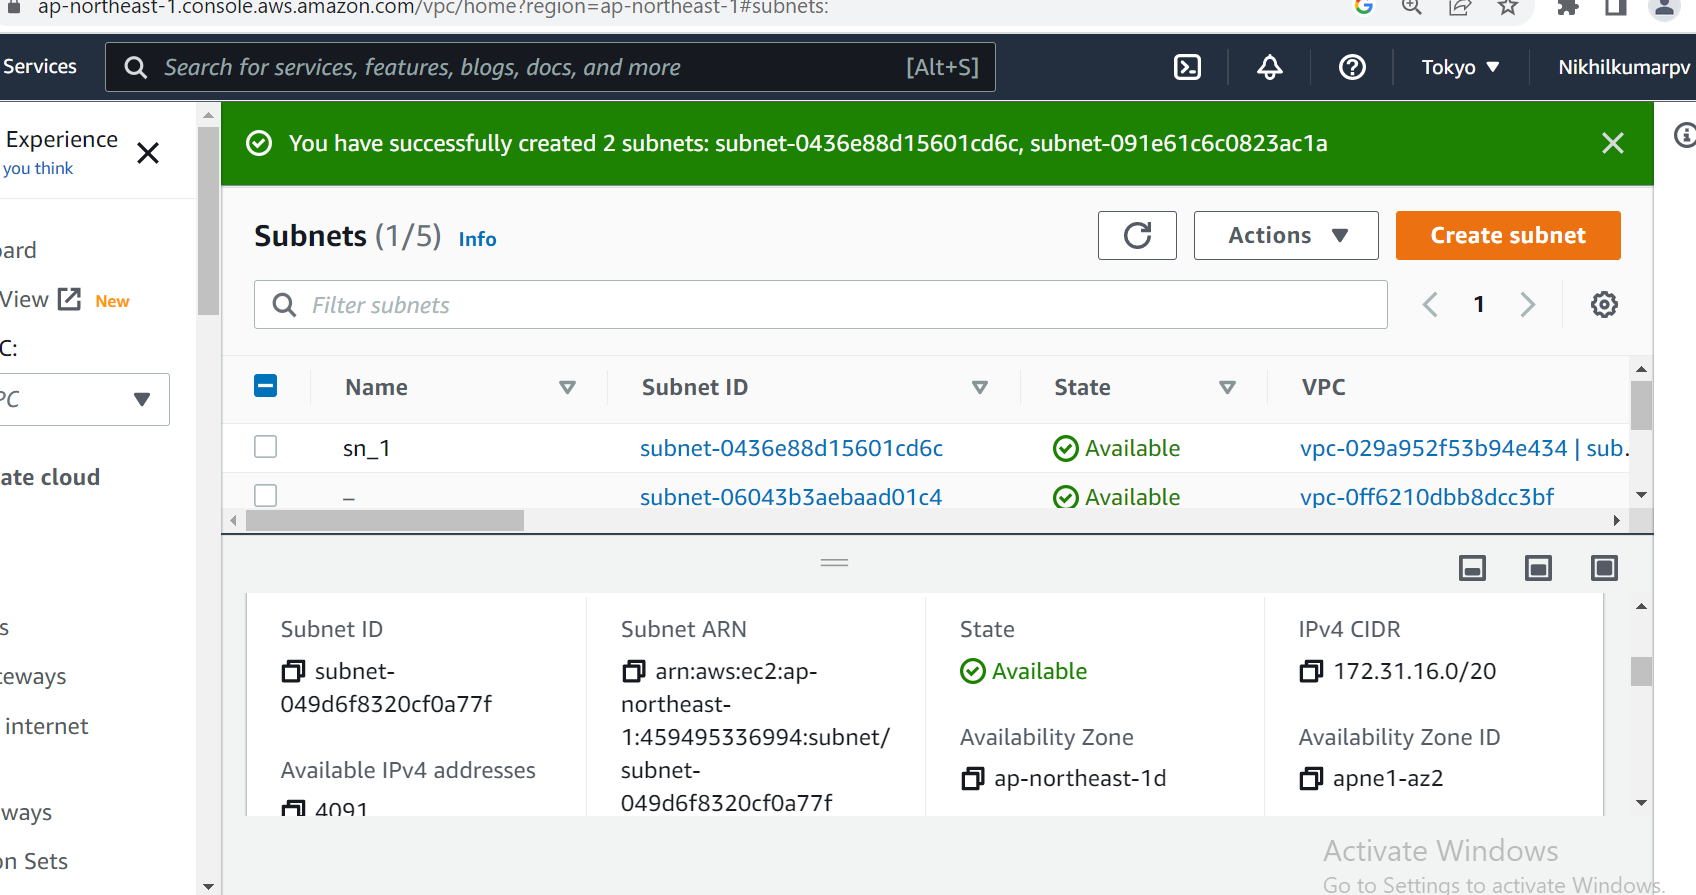 ap-northeast-1.console.aws.amazon.com/vpc/home?region=ap-northeast-1#subnets:
Services
Search for services, features, blogs, docs, and more
[Alt+S]
Tokyo
Nikhilkumarpv
Experience
you think
You have successfully created 2 subnets: subnet-0436e88d15601cd6c, subnet-091e61c6c0823ac1a
Subnets (1/5) Info
Actions
Create subnet
ard
View New
C:
PC
ate cloud
s
eways
internet
ways
n Sets
Filter subnets
1
Name Subnet ID State VPC
sn_1 subnet-0436e88d15601cd6c Available vpc-029a952f53b94e434 | sub.
– subnet-06043b3aebaad01c4 Available vpc-0ff6210dbb8dcc3bf
Subnet ID
subnet-
049d6f8320cf0a77f
Available IPv4 addresses
4091
Subnet ARN
arn:aws:ec2:ap-
northeast-
1:459495336994:subnet/
subnet-
049d6f8320cf0a77f
State
Available
Availability Zone
ap-northeast-1d
IPv4 CIDR
172.31.16.0/20
Availability Zone ID
apne1-az2
Activate Windows
Go to Settings to activate Windows.